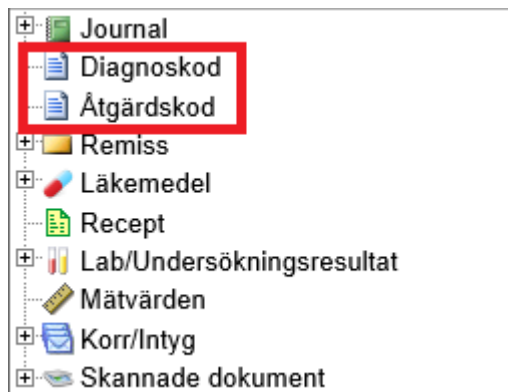 Journal
Diagnoskod
Åtgärdskod
Remiss
Läkemedel
Recept
Lab/Undersökningsresultat
Mätvärden
Korr/Intyg
Skannade dokument